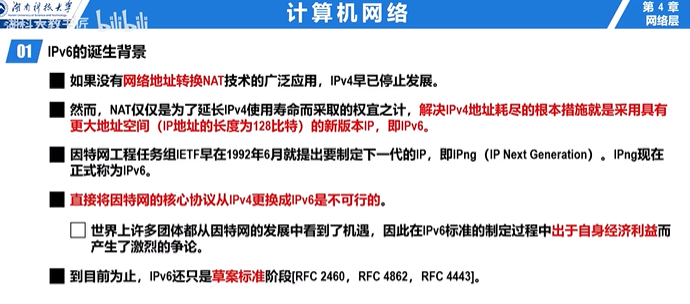 湖南科技大学
计算机网络
第 4 章
网络层
湖科大教书匠
bilibili
01 IPv6的诞生背景
如果没有网络地址转换NAT技术的广泛应用，IPv4早已停止发展。
然而，NAT仅仅是为了延长IPv4使用寿命而采取的权宜之计，解决IPv4地址耗尽的根本措施就是采用具有
更大地址空间（IP地址的长度为128比特）的新版本IP，即IPv6。
因特网工程任务组IETF早在1992年6月就提出要制定下一代的IP，即IPng（IP Next Generation）。IPng现在
正式称为IPv6。
直接将因特网的核心协议从IPv4更换成IPv6是不可行的。
世界上许多团体都从因特网的发展中看到了机遇，因此在IPv6标准的制定过程中出于自身经济利益而
产生了激烈的争论。
到目前为止，IPv6还只是草案标准阶段[RFC 2460，RFC 4862，RFC 4443]。